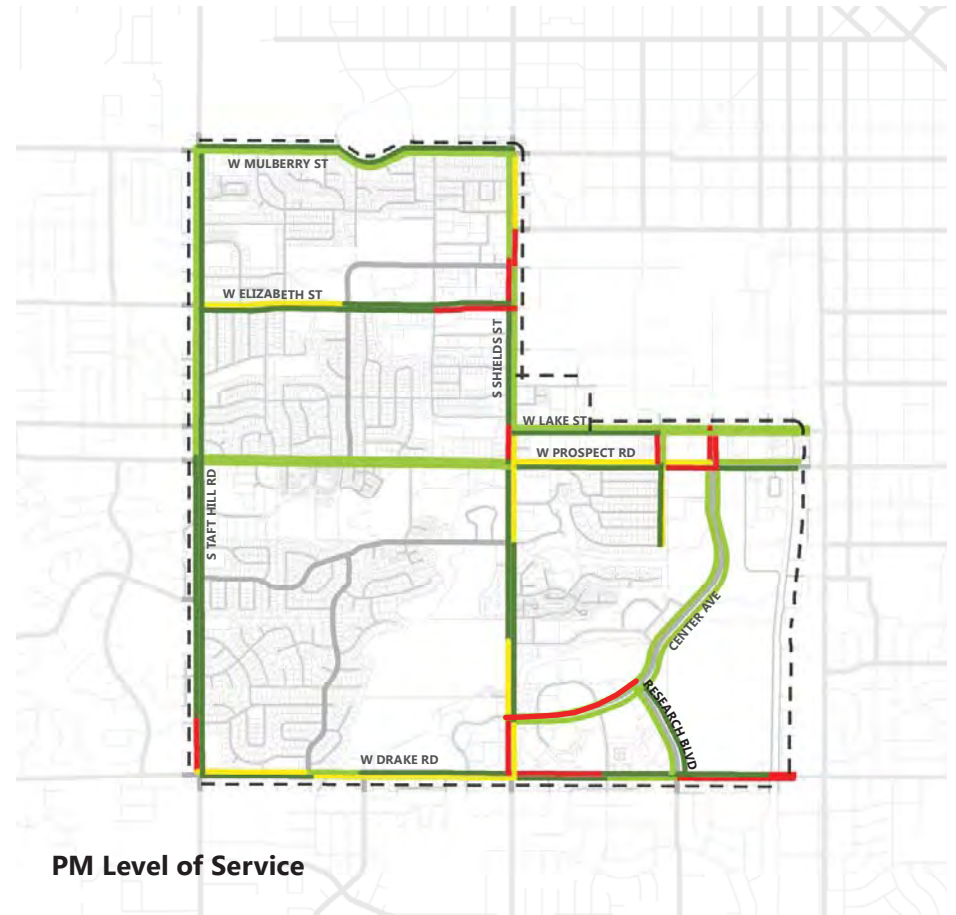 W MULBERRY ST
W ELIZABETH ST
S SHIELDS ST
W LAKE ST
W PROSPECT RD
S TAFT HILL RD
CENTER AVE
RESEARCH BLVD
W DRAKE RD
PM Level of Service